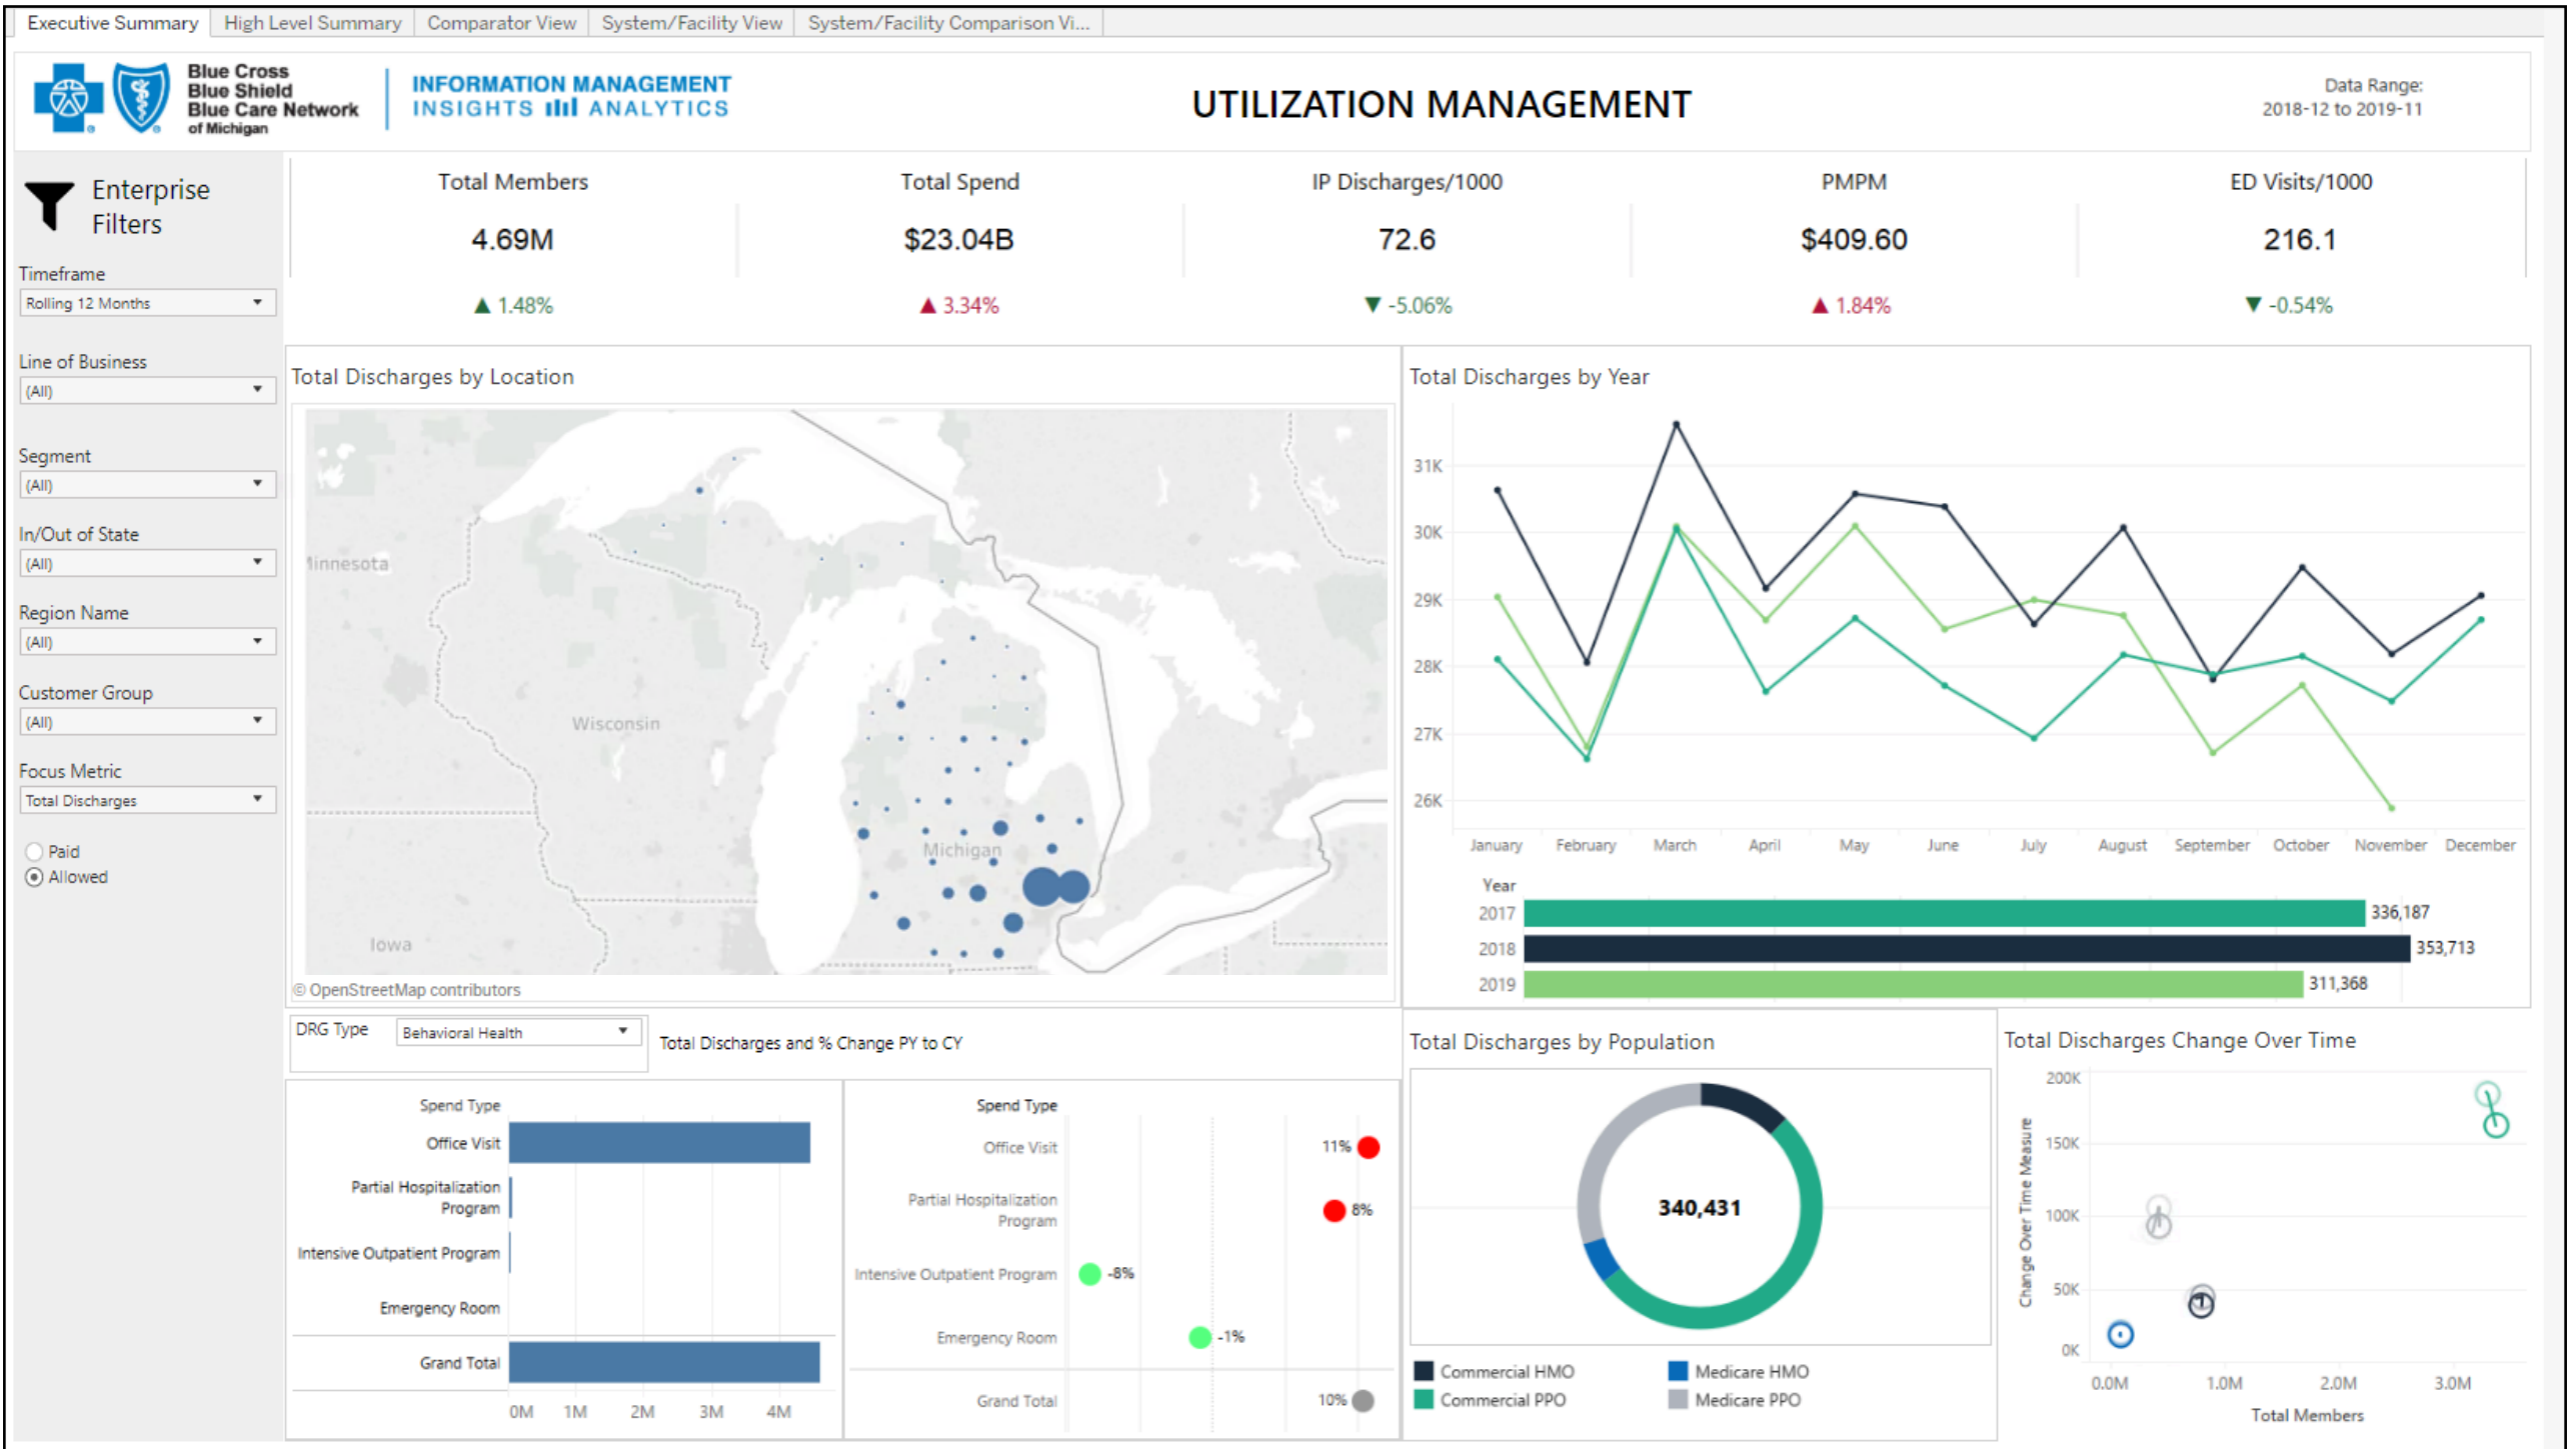 Executive Summary
High Level Summary
Comparator View
System/Facility View
System/Facility Comparison Vi...
Blue Cross
Blue Shield
Blue Care Network
of Michigan
INFORMATION MANAGEMENT
INSIGHTS ANALYTICS
UTILIZATION MANAGEMENT
Data Range:
2018-12 to 2019-11
Enterprise
Filters
Timeframe
Rolling 12 Months
Line of Business
(All)
Segment
(All)
In/Out of State
(All)
Region Name
(All)
Customer Group
(All)
Focus Metric
Total Discharges
Paid
Allowed
Total Members
4.69M
▲ 1.48%
Total Spend
$23.04B
▲ 3.34%
IP Discharges/1000
72.6
▼ -5.06%
PMPM
$409.60
▲ 1.84%
ED Visits/1000
216.1
▼ -0.54%
Total Discharges by Location
Minnesota
Wisconsin
Michigan
Iowa
© OpenStreetMap contributors
Total Discharges by Year
31K
30K
29K
28K
27K
26K
January February March April May June July August September October November December
Year
2017 336,187
2018 353,713
2019 311,368
DRG Type
Behavioral Health
Total Discharges and % Change PY to CY
Spend Type
Office Visit
Partial Hospitalization
Program
Intensive Outpatient Program
Emergency Room
Grand Total
0M 1M 2M 3M 4M
Spend Type
Office Visit 11%
Partial Hospitalization
Program
8%
Intensive Outpatient Program -8%
Emergency Room -1%
Grand Total 10%
Total Discharges by Population
340,431
Commercial HMO
Medicare HMO
Commercial PPO
Medicare PPO
Total Discharges Change Over Time
Change Over Time Measure
200K
150K
100K
50K
0K
0.0M 1.0M 2.0M 3.0M
Total Members